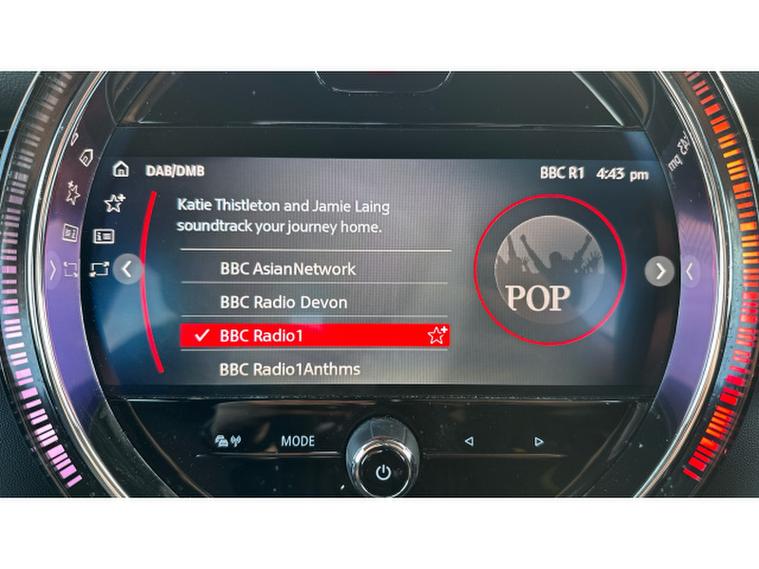 DAB/DMB
BBC R1 4:43 pm
Katie Thistleton and Jamie Laing
soundtrack your journey home.
BBC AsianNetwork
BBC Radio Devon
BBC Radio1
BBC Radio1Anthms
POP
MODE